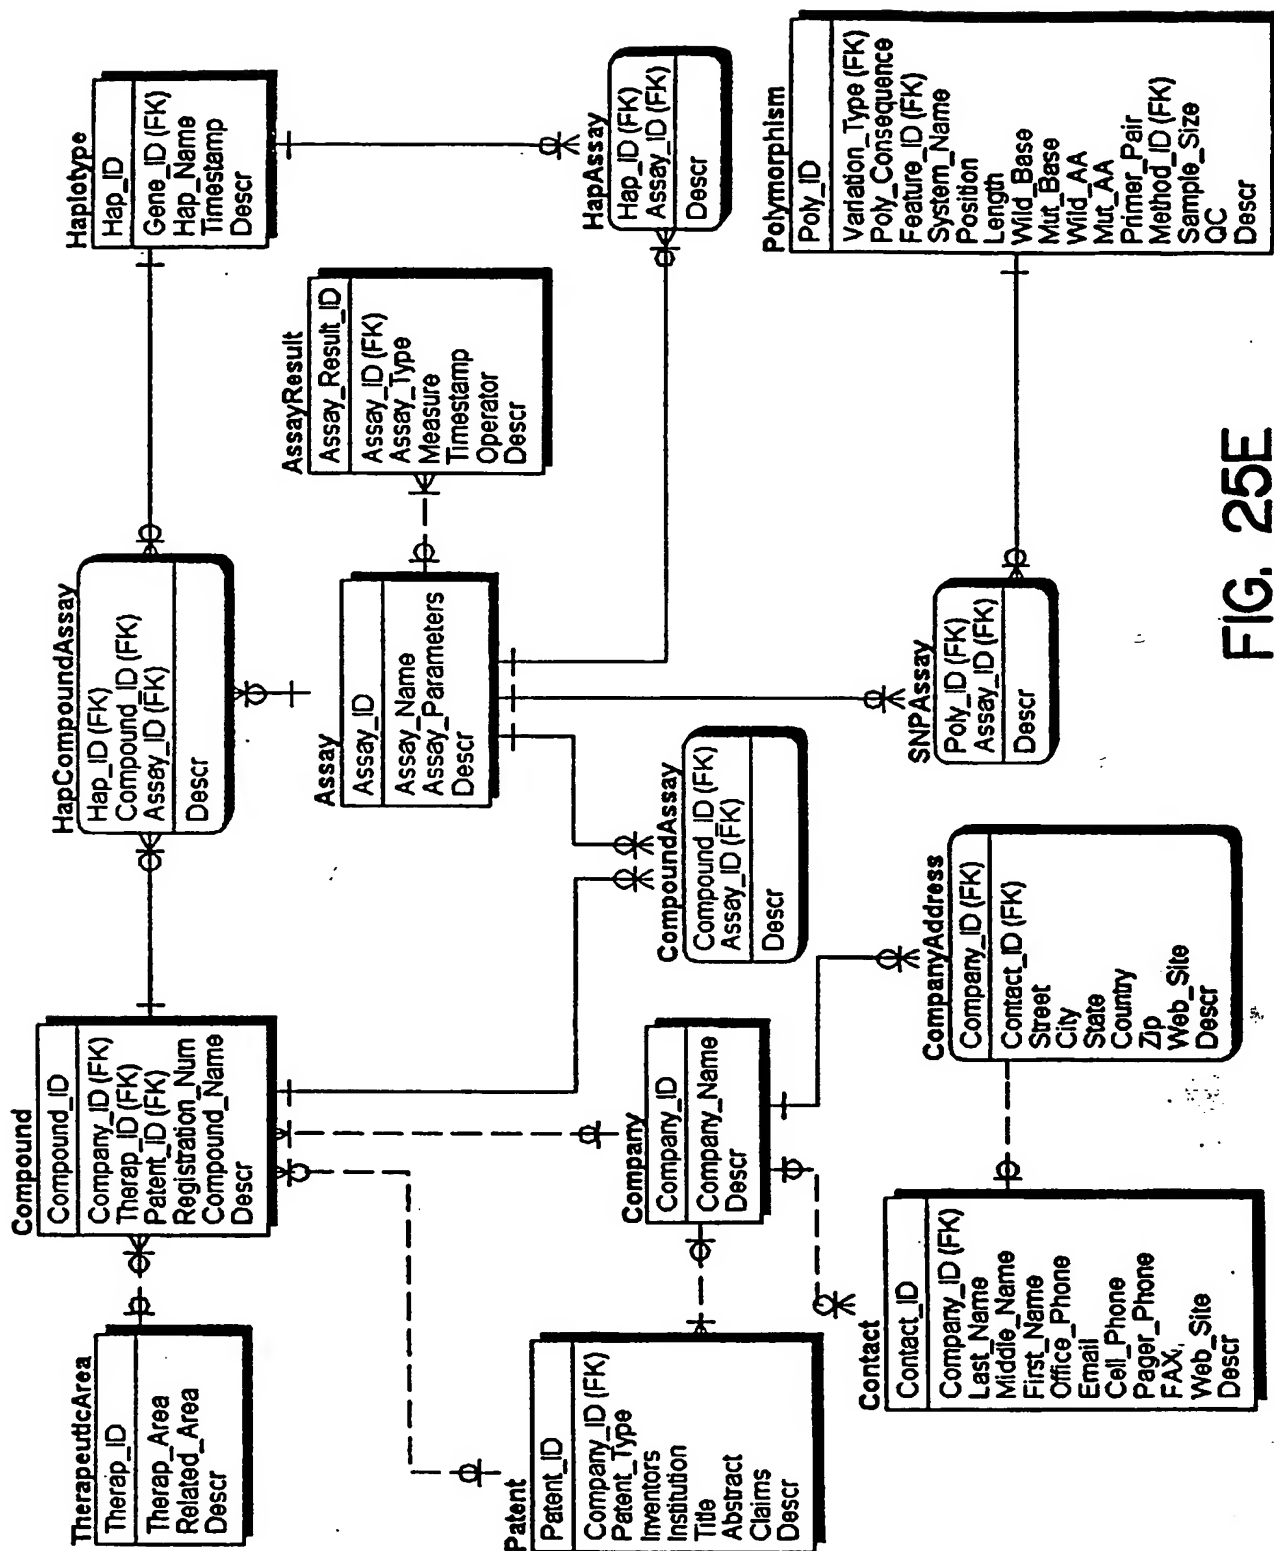 TherapeuticArea
Therap_ID
Therap_Area
Related_Area
Descr
Compound
Compound_ID
Company_ID (FK)
Therap_ID (FK)
Patent_ID (FK)
Registration_Num
Compound_Name
Descr
HapCompoundAssay
Hap_ID (FK)
Compound_ID (FK)
Assay_ID (FK)
Descr
Haplotype
Hap_ID
Gene_ID (FK)
Hap_Name
Timestamp
Descr
AssayResult
Assay_Result_ID
Assay_ID (FK)
Assay_Type
Measure
Timestamp
Operator
Descr
Assay
Assay_ID
Assay_Name
Assay_Parameters
Descr
HapAssay
Hap_ID (FK)
Assay_ID (FK)
Descr
Patent
Patent_ID
Company_ID (FK)
Patent_Type
Inventors
Institution
Title
Abstract
Claims
Descr
Company
Company_ID
Company_Name
Descr
CompoundAssay
Compound_ID (FK)
Assay_ID (FK)
Descr
Contact
Contact_ID
Company_ID (FK)
Last_Name
Middle_Name
First_Name
Office_Phone
Email
Cell_Phone
Pager_Phone
FAX,
Web_Site
Descr
CompanyAddress
Company_ID (FK)
Contact_ID (FK)
Street
City
State
Country
Zip
Web_Site
Descr
SNPAssay
Poly_ID (FK)
Assay_ID (FK)
Descr
Polymorphism
Poly_ID
Variation_Type (FK)
Poly_Consequence
Feature_ID (FK)
System_Name
Position
Length
Wild_Base
Mut_Base
Wild_AA
Mut_AA
Primer_Pair
Method_ID (FK)
Sample_Size
QC
Descr
FIG. 25E